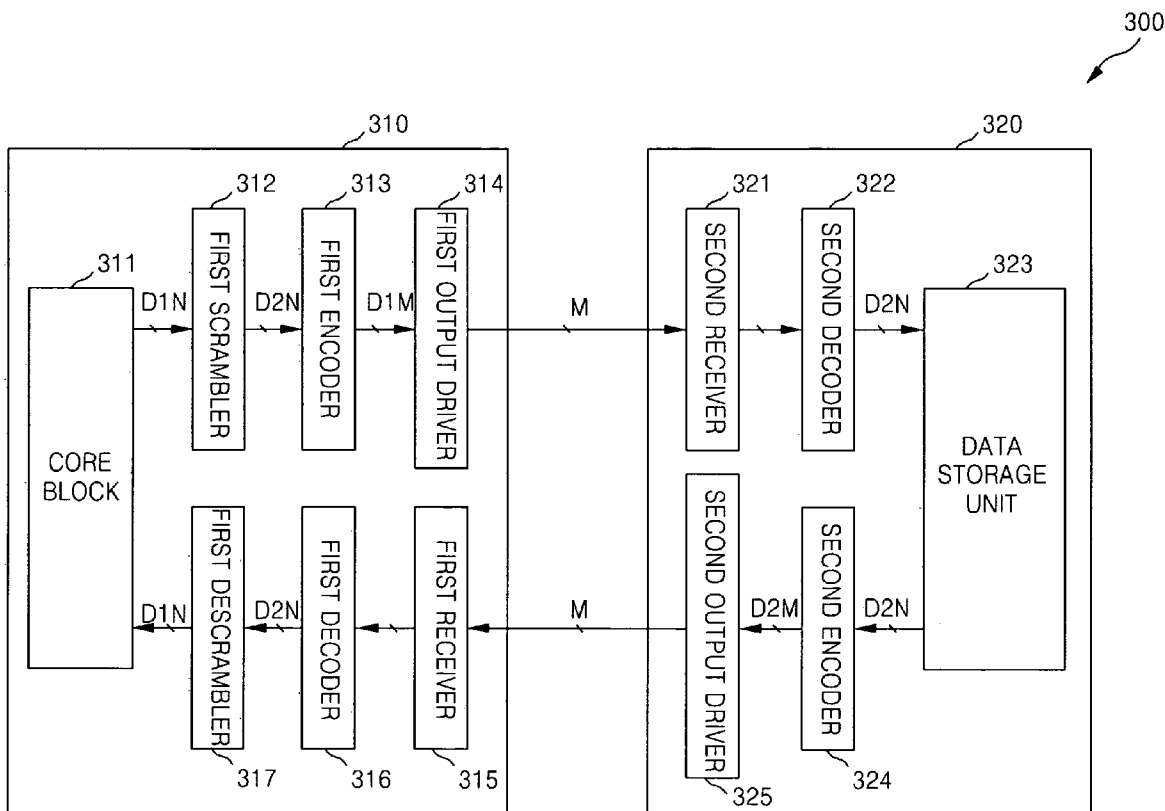 300
310
320
312
313
314
321
322
311
323
FIRST SCRAMBLER
FIRST ENCODER
FIRST OUTPUT DRIVER
SECOND RECEIVER
SECOND DECODER
D1N
D2N
D1M
M
D2N
CORE
BLOCK
DATA
STORAGE
UNIT
FIRST DESCRAMBLER
FIRST DECODER
FIRST RECEIVER
SECOND OUTPUT DRIVER
SECOND ENCODER
D1N
D2N
M
D2M
D2N
317
316
315
325
324